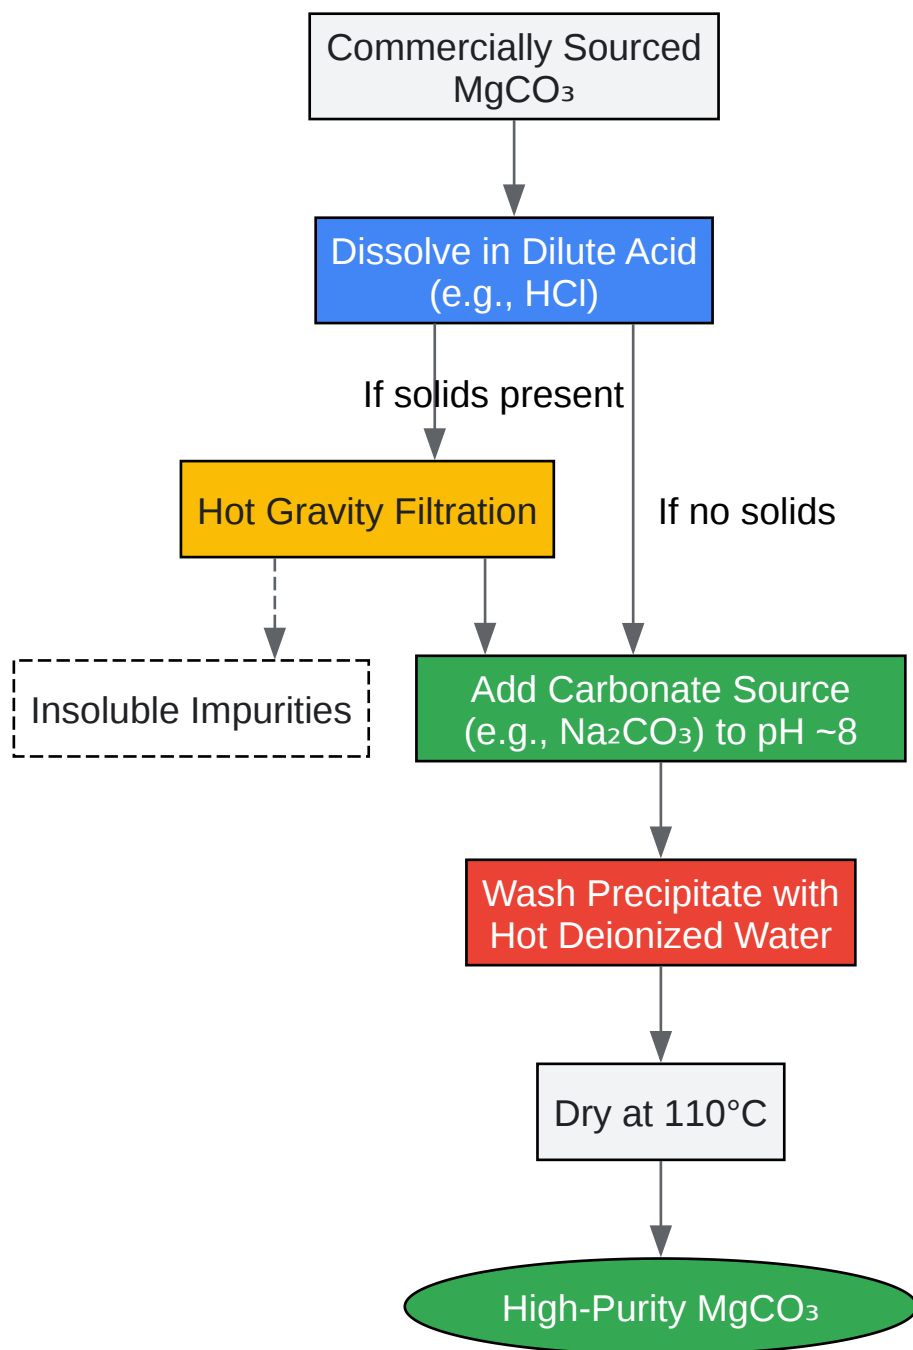 Commercially Sourced
MgCO₃
Dissolve in Dilute Acid
(e.g., HCl)
If solids present
Hot Gravity Filtration
If no solids
Insoluble Impurities
Add Carbonate Source
(e.g., Na₂CO₃) to pH ~8
Wash Precipitate with
Hot Deionized Water
Dry at 110°C
High-Purity MgCO₃